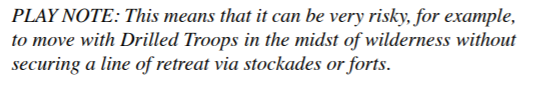 PLAY NOTE: This means that it can be very risky, for example,
to move with Drilled Troops in the midst of wilderness without
securing a line of retreat via stockades or forts.